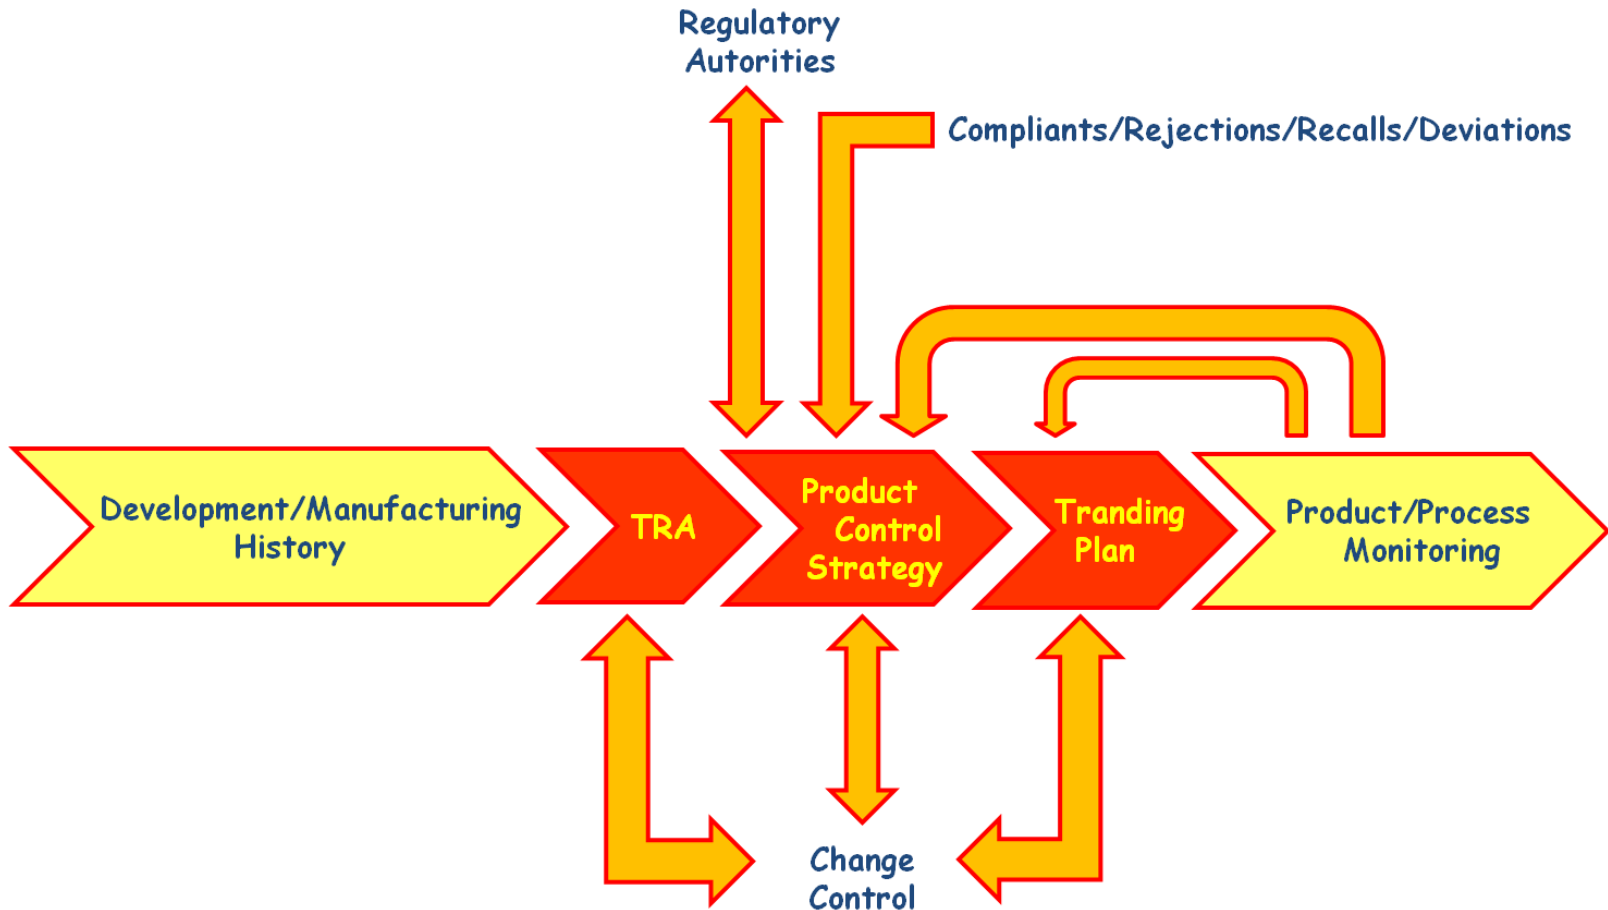 Regulatory
Autorities
Compliants/Rejections/Recalls/Deviations
Development/Manufacturing
History
TRA
Product
Control
Strategy
Tranding
Plan
Product/Process
Monitoring
Change
Control